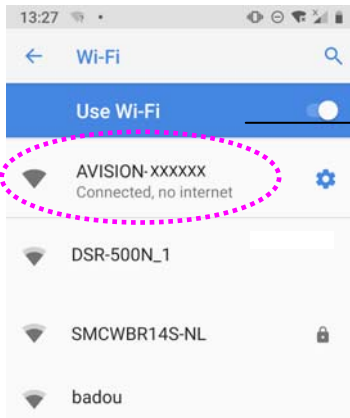 13:27
Wi-Fi
Use Wi-Fi
AVISION-XXXXXX
Connected, no internet
DSR-500N_1
SMCWBR14S-NL
badou